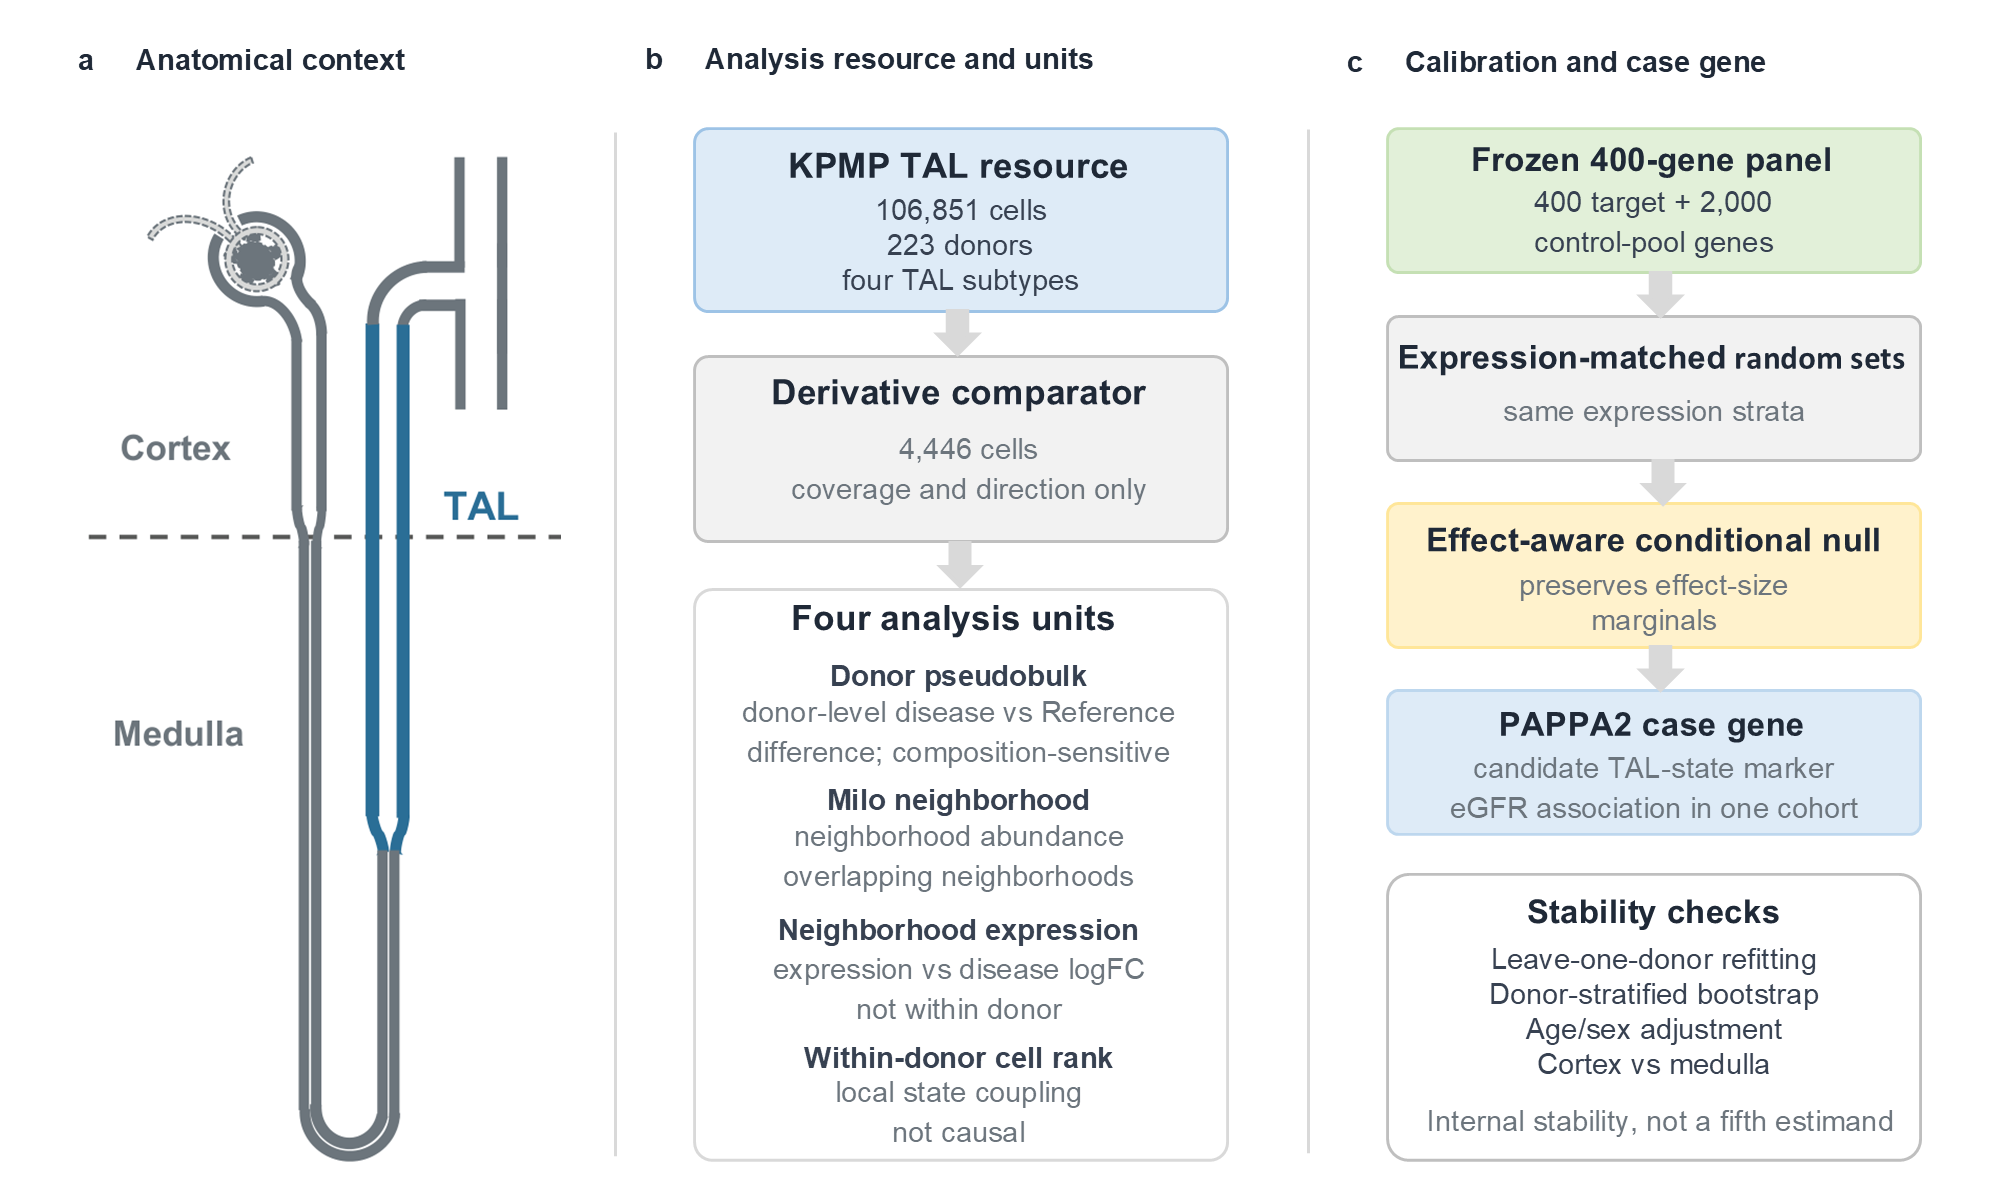 a Anatomical context
Cortex
TAL
Medulla
b Analysis resource and units
KPMP TAL resource
106,851 cells
223 donors
four TAL subtypes
Derivative comparator
4,446 cells
coverage and direction only
Four analysis units
Donor pseudobulk
donor-level disease vs Reference
difference; composition-sensitive
Milo neighborhood
neighborhood abundance
overlapping neighborhoods
Neighborhood expression
expression vs disease logFC
not within donor
Within-donor cell rank
local state coupling
not causal
c Calibration and case gene
Frozen 400-gene panel
400 target + 2,000
control-pool genes
Expression-matched random sets
same expression strata
Effect-aware conditional null
preserves effect-size
marginals
PAPPA2 case gene
candidate TAL-state marker
eGFR association in one cohort
Stability checks
Leave-one-donor refitting
Donor-stratified bootstrap
Age/sex adjustment
Cortex vs medulla
Internal stability, not a fifth estimand